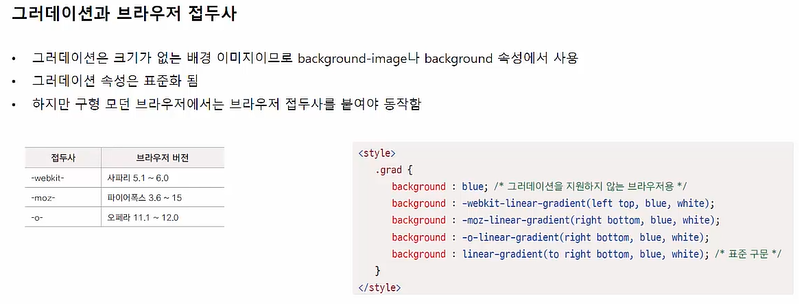 그러데이션과 브라우저 접두사
• 그러데이션은 크기가 없는 배경 이미지이므로 background-image나 background 속성에서 사용
• 그러데이션 속성은 표준화 됨
• 하지만 구형 모던 브라우저에서는 브라우저 접두사를 붙여야 동작함
접두사 브라우저 버전
-webkit- 사파리 5.1 ~ 6.0
-moz- 파이어폭스 3.6 ~ 15
-o- 오페라 11.1 ~ 12.0
<style>
.grad {
background : blue; /* 그러데이션을 지원하지 않는 브라우저용 */
background : -webkit-linear-gradient(left top, blue, white);
background : -moz-linear-gradient(right bottom, blue, white);
background : -o-linear-gradient(right bottom, blue, white);
background : linear-gradient(to right bottom, blue, white); /* 표준 구문 */
}
</style>